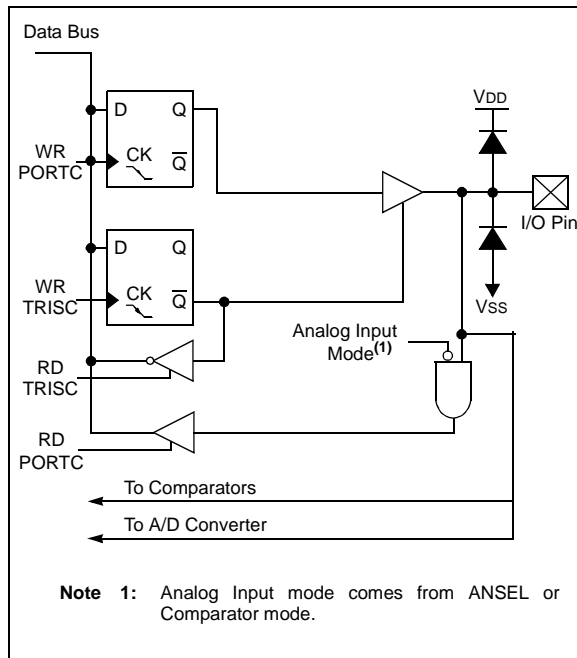 Data Bus
D Q
VDD
WR
PORTC
CK Q
I/O Pin
D Q
WR
TRISC
CK Q
VSS
Analog Input
Mode(1)
RD
TRISC
RD
PORTC
To Comparators
To A/D Converter
Note 1: Analog Input mode comes from ANSEL or
Comparator mode.